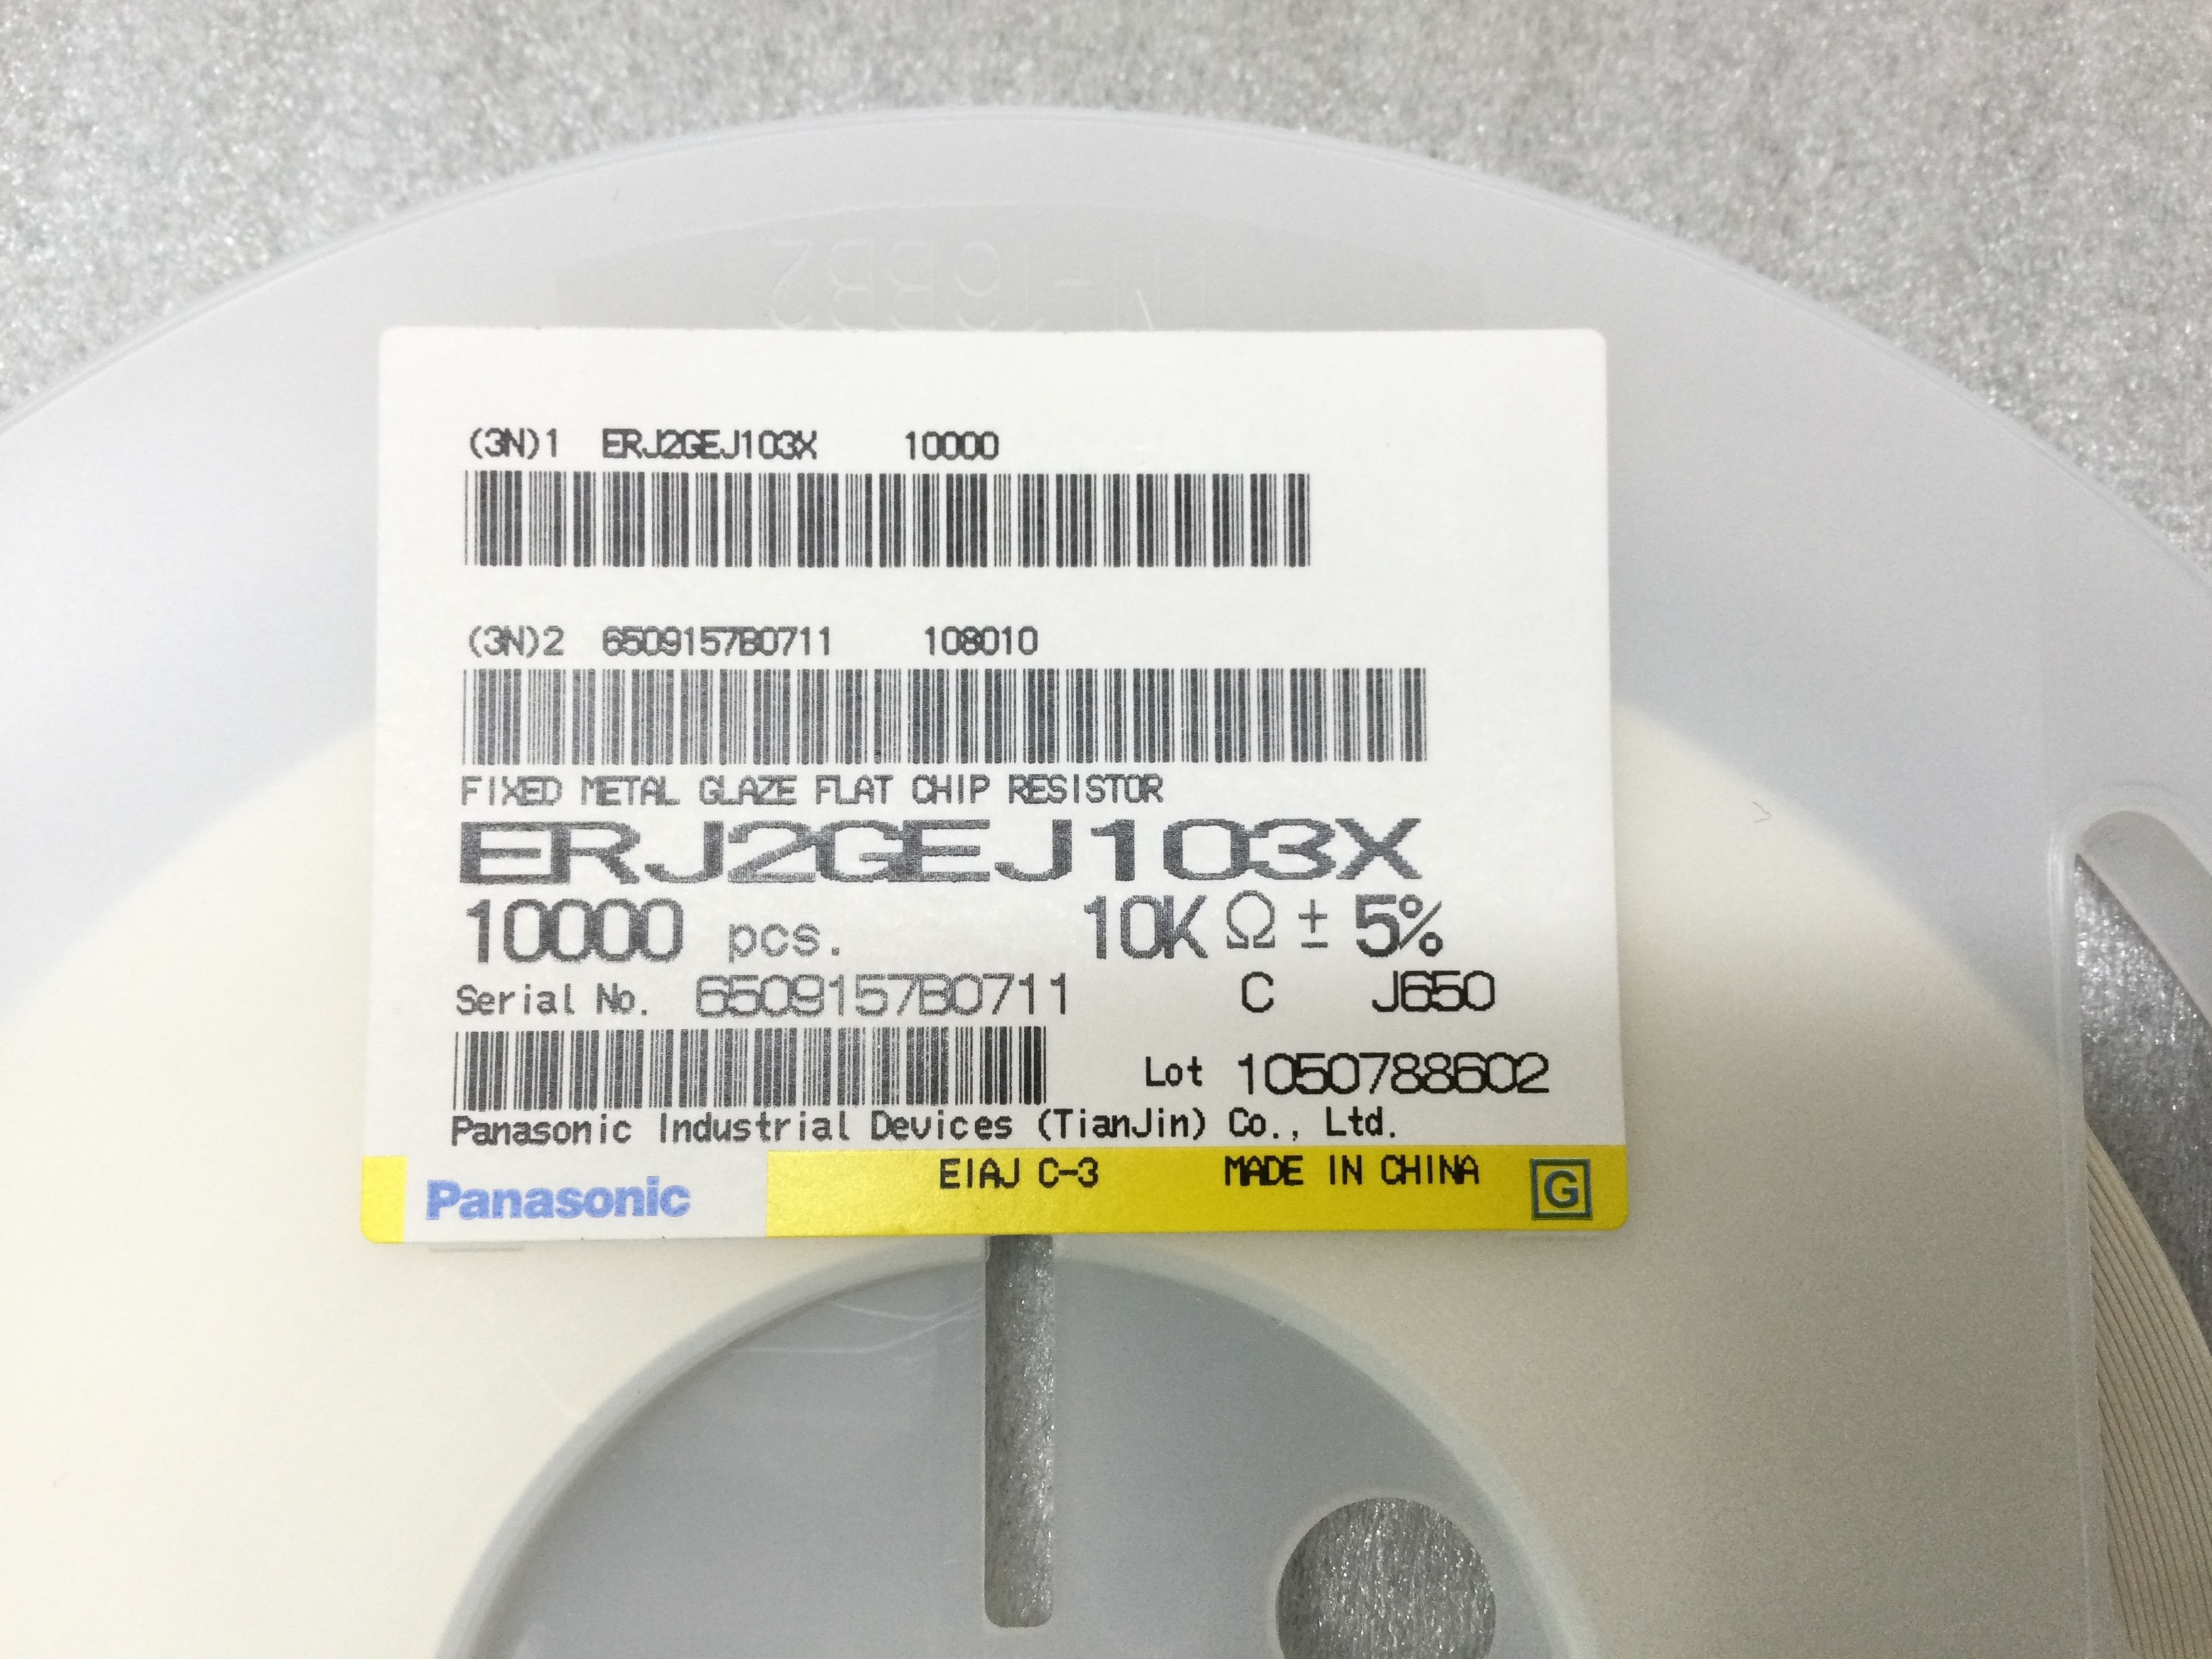 (3N)1 ERJ2GEJ103X 10000
(3N)2 6509157B0711 108010
FIXED METAL GLAZE FLAT CHIP RESISTOR
ERJ2GEJ103X
10000 pcs. 10KΩ ± 5%
Serial No. 6509157B0711 C J650
Lot 1050788602
Panasonic Industrial Devices (TianJin) Co., Ltd.
Panasonic EIAJ C-3 MADE IN CHINA G